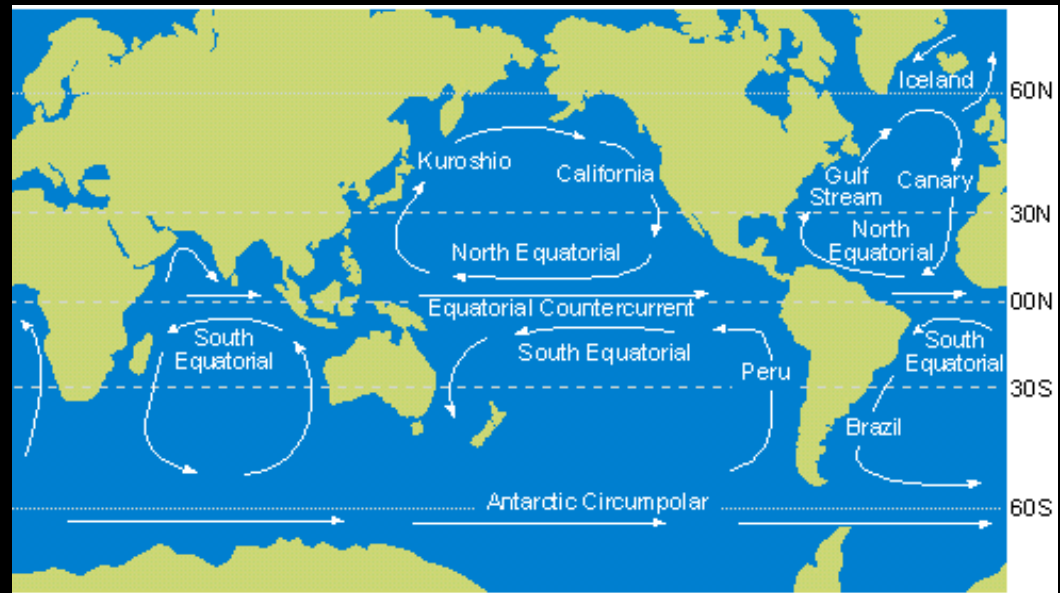 Iceland
60N
Kuroshio
California
Gulf
Stream
Canary
30N
North Equatorial
North
Equatorial
Equatorial Countercurrent
00N
South
Equatorial
South Equatorial
Peru
South
Equatorial
30S
Brazil
Antarctic Circumpolar
60S